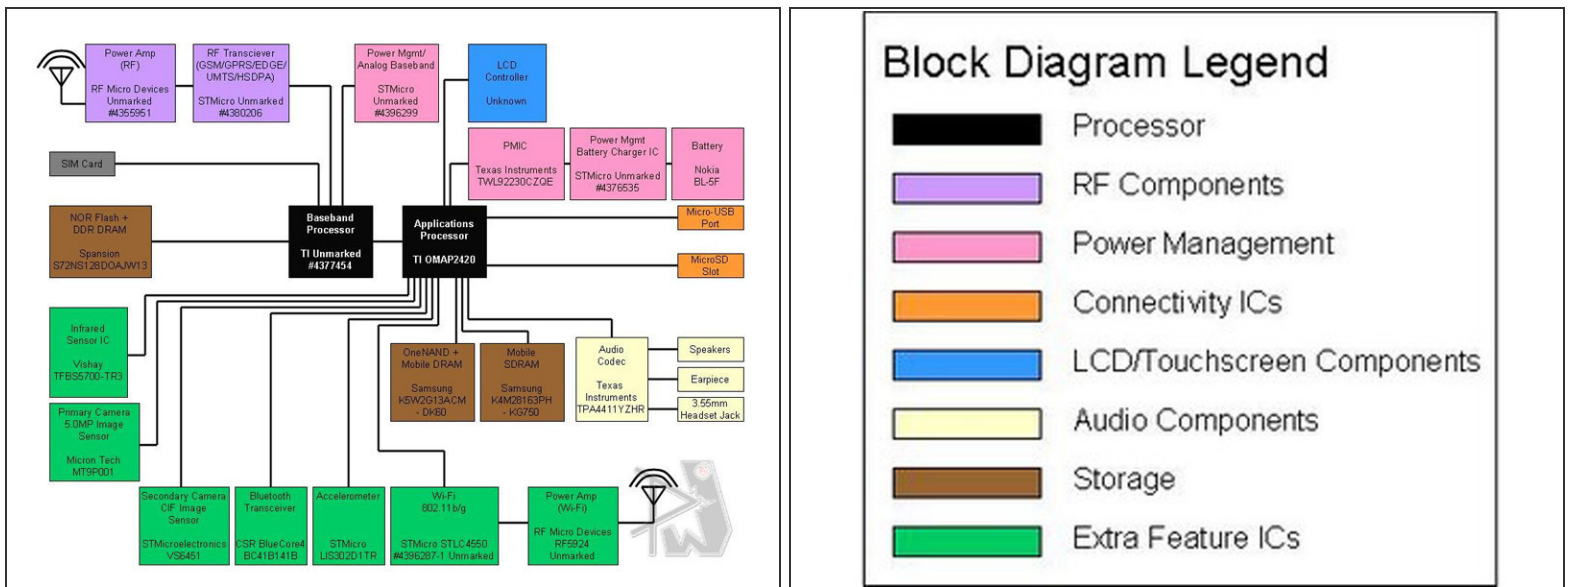 Power Amp
(RF)
RF Micro Devices
Unmarked
#4355951
RF Transciever
(GSM/GPRS/EDGE/
UMTS/HSDPA)
STMicro Unmarked
#4380206
Power Mgmt/
Analog Baseband
STMicro
Unmarked
#4396299
LCD
Controller
Unknown
PMIC
Texas Instruments
TWL92230CZQE
Power Mgmt
Battery Charger IC
STMicro Unmarked
#4376535
Battery
Nokia
BL-5F
SIM Card
NOR Flash +
DDR DRAM
Spansion
S72NS128DOAJW13
Baseband
Processor
TI Unmarked
#4377454
Applications
Processor
TI OMAP2420
Micro-USB
Port
MicroSD
Slot
Infrared
Sensor IC
Vishay
TFBS5700-TR3
OneNAND +
Mobile DRAM
Samsung
K5W2G13ACM
- DK60
Mobile
SDRAM
Samsung
K4M28163PH
- KG750
Audio
Codec
Texas
Instruments
TPA4411YZHR
Speakers
Earpiece
3.55mm
Headset Jack
Primary Camera
5.0MP Image
Sensor
Micron Tech
MT9P001
Secondary Camera
CIF Image
Sensor
STMicroelectronics
VS6451
Bluetooth
Transceiver
CSR BlueCore4
BC41B141B
Accelerometer
STMicro
LIS302D1TR
Wi-Fi
802.11b/g
STMicro STLC4550
#4396287-1 Unmarked
Power Amp
(Wi-Fi)
RF Micro Devices
RF5924
Unmarked
Block Diagram Legend
Processor
RF Components
Power Management
Connectivity ICs
LCD/Touchscreen Components
Audio Components
Storage
Extra Feature ICs